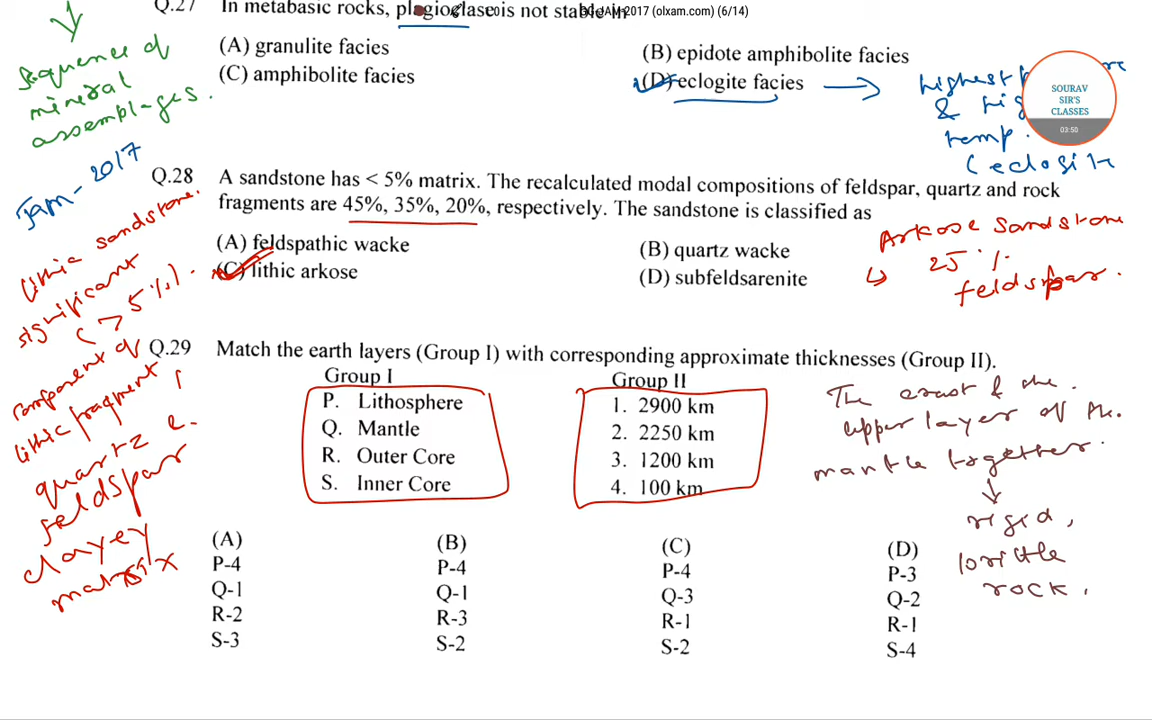 Q.27 In metabasic rocks, plagioclase is not stable in
JAM 2017 (olxam.com) (6/14)
(A) granulite facies
(B) epidote amphibolite facies
(C) amphibolite facies
(D) eclogite facies
highest
&
temp.
(eclogite
SOURAV
SIR'S
CLASSES
03:50
sequence of
mineral
assemblages.
Jam - 2017
Q.28 A sandstone has < 5% matrix. The recalculated modal compositions of feldspar, quartz and rock
fragments are 45%, 35%, 20%, respectively. The sandstone is classified as
(A) feldspathic wacke
(B) quartz wacke
(C) lithic arkose
(D) subfeldsarenite
Arkose Sandstone
25 %
feldspar.
lithic sandstone.
significant
(> 5%).
component of
lithic fragment
quartz &
feldspar
clayey
matrix
Q.29 Match the earth layers (Group I) with corresponding approximate thicknesses (Group II).
Group I
Group II
P. Lithosphere
1. 2900 km
Q. Mantle
2. 2250 km
R. Outer Core
3. 1200 km
S. Inner Core
4. 100 km
The crust & the.
upper layer of the.
mantle together.
rigid,
brittle
rock.
(A)
P-4
Q-1
R-2
S-3
(B)
P-4
Q-1
R-3
S-2
(C)
P-4
Q-3
R-1
S-2
(D)
P-3
Q-2
R-1
S-4